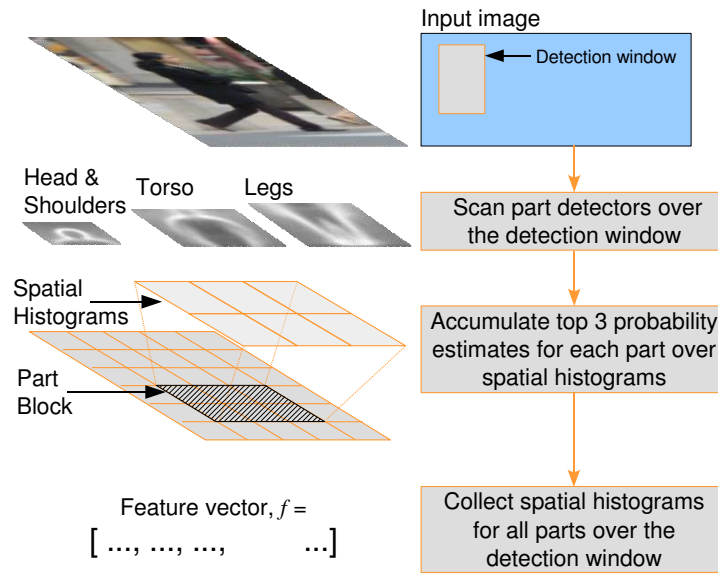 Input image
Detection window
Head &
Shoulders
Torso
Legs
Scan part detectors over
the detection window
Spatial
Histograms
Accumulate top 3 probability
estimates for each part over
spatial histograms
Part
Block
Feature vector, f =
[ ..., ..., ..., ...]
Collect spatial histograms
for all parts over the
detection window